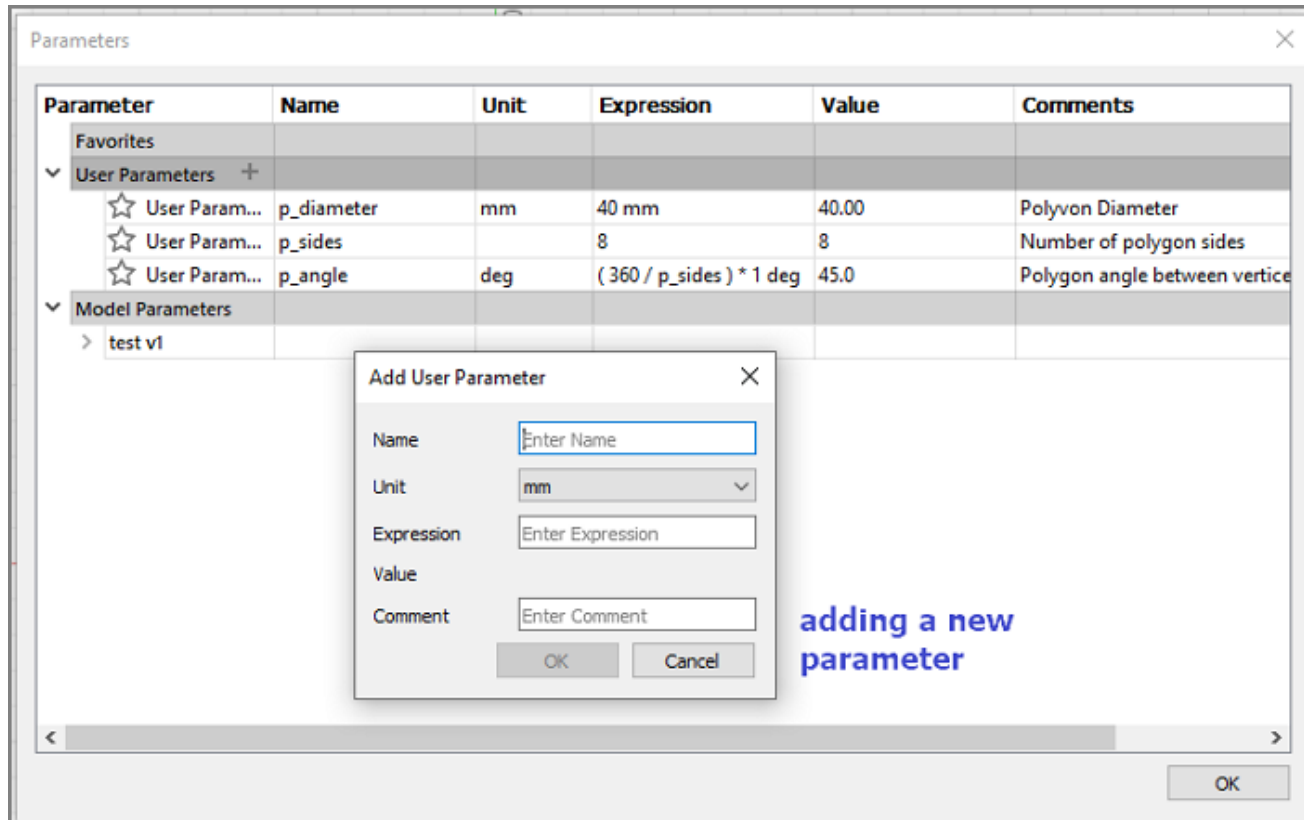 Parameters
Parameter Name Unit Expression Value Comments
Favorites
User Parameters +
User Param... p_diameter mm 40 mm 40.00 Polyvon Diameter
User Param... p_sides 8 8 Number of polygon sides
User Param... p_angle deg ( 360 / p_sides ) * 1 deg 45.0 Polygon angle between vertice
Model Parameters
test v1
Add User Parameter
Name Enter Name
Unit mm
Expression Enter Expression
Value
Comment Enter Comment
OK Cancel
adding a new
parameter
OK